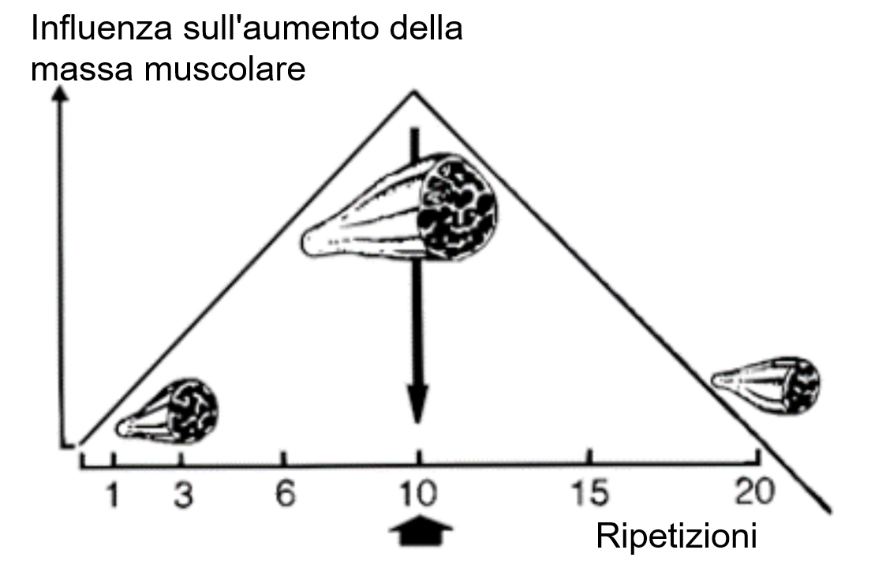 Influenza sull'aumento della
massa muscolare
1 3 6 10 15 20
Ripetizioni